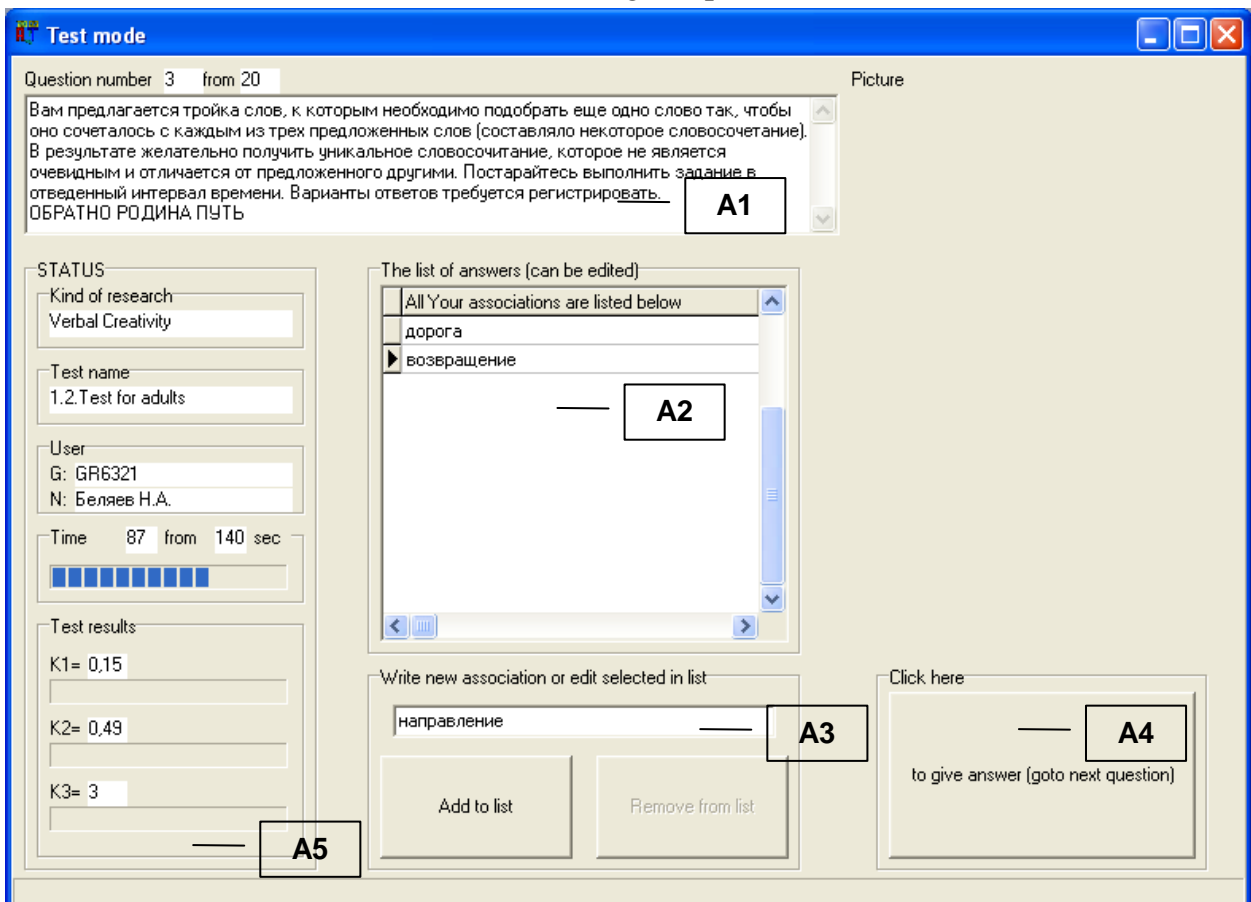 Test mode
Question number 3 from 20
Picture
Вам предлагается тройка слов, к которым необходимо подобрать еще одно слово так, чтобы
оно сочеталось с каждым из трех предложенных слов (составляло некоторое словосочетание).
В результате желательно получить уникальное словосочитание, которое не является
очевидным и отличается от предложенного другими. Постарайтесь выполнить задание в
отведенный интервал времени. Варианты ответов требуется регистрировать.
ОБРАТНО РОДИНА ПУТЬ
A1
STATUS
Kind of research
Verbal Creativity
Test name
1.2.Test for adults
User
G: GR6321
N: Беляев Н.А.
Time 87 from 140 sec
Test results
K1= 0,15
K2= 0,49
K3= 3
A5
The list of answers (can be edited)
All Your associations are listed below
дорога
возвращение
A2
Write new association or edit selected in list
направление
A3
Add to list
Remove from list
Click here
A4
to give answer (goto next question)